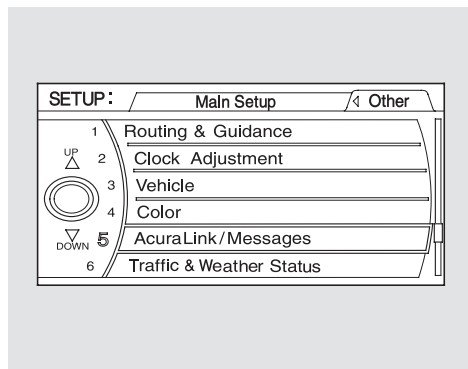 SETUP: Main Setup ◁ Other
1 Routing & Guidance
UP
2 Clock Adjustment
3 Vehicle
4 Color
DOWN
5 AcuraLink/Messages
6 Traffic & Weather Status